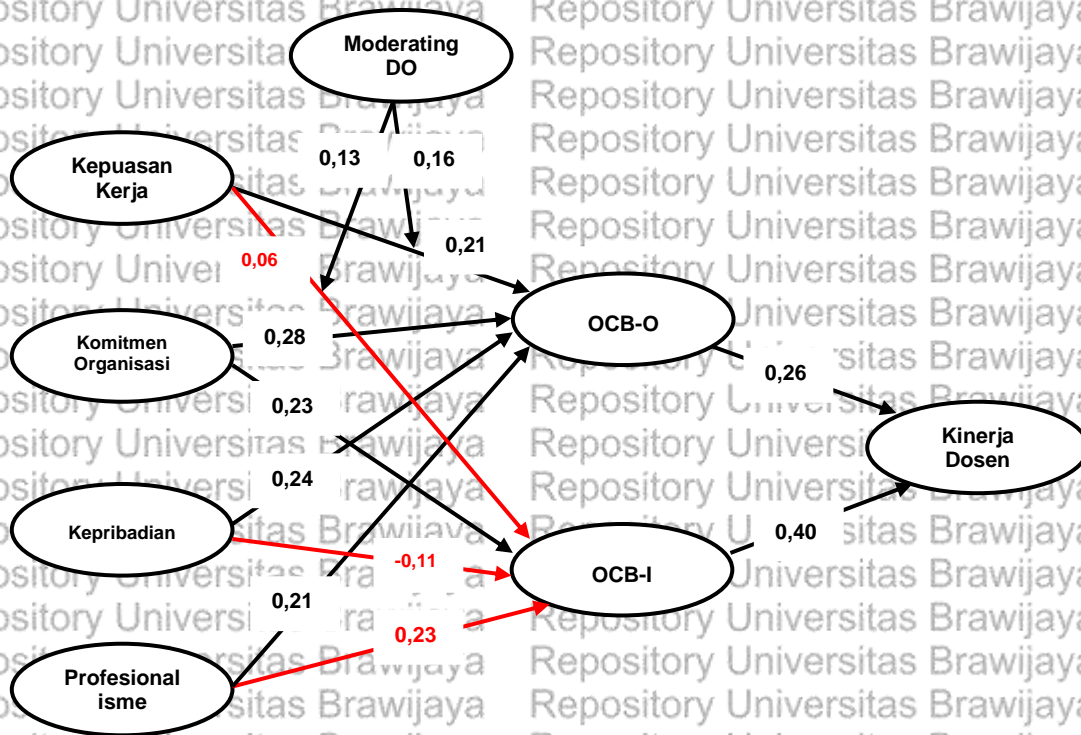 Repository Universitas Brawijaya
Moderating
DO
Kepuasan
Kerja
0,13
0,16
0,21
0,06
Komitmen
Organisasi
0,28
OCB-O
0,23
0,26
Kinerja
Dosen
0,24
Kepribadian
-0,11
OCB-I
0,40
0,21
0,23
Profesional
isme